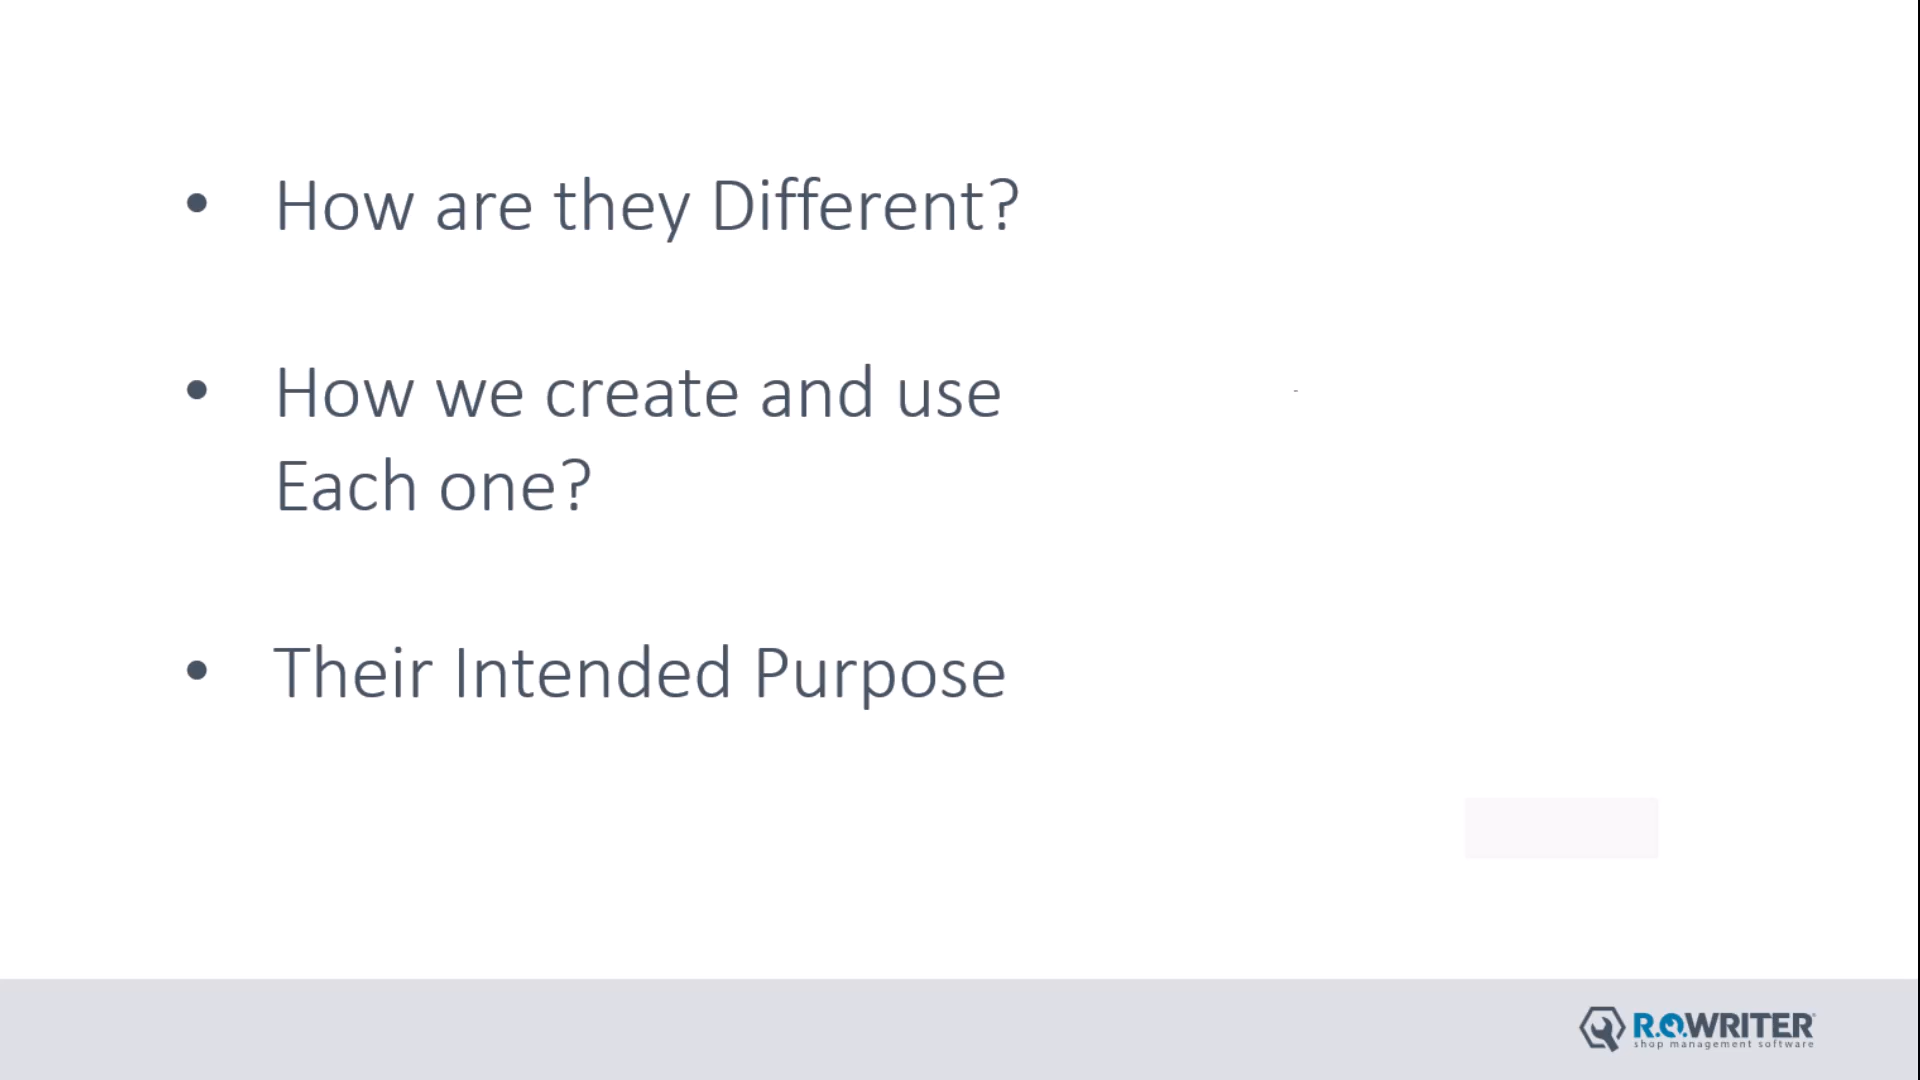 • How are they Different?
• How we create and use
Each one?
• Their Intended Purpose
R.O.WRITER
shop management software